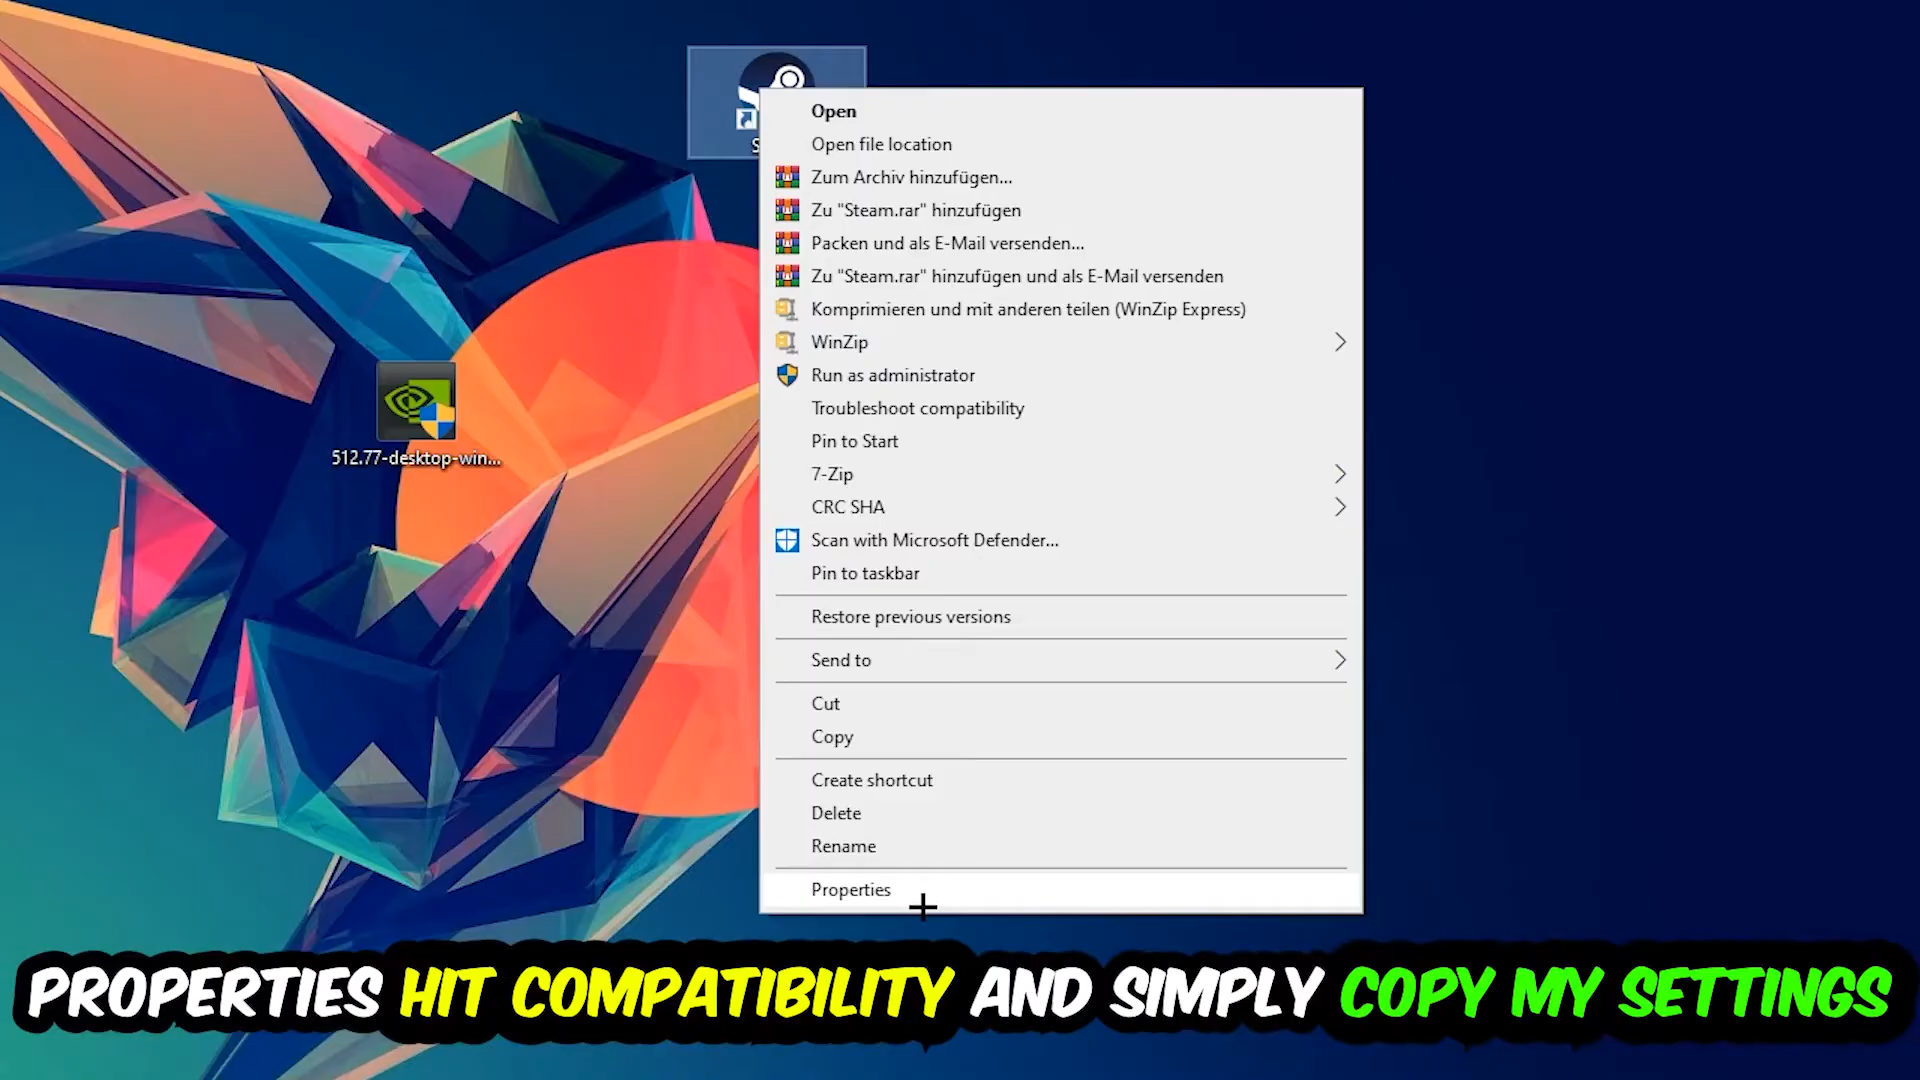 S
Open
Open file location
Zum Archiv hinzufügen...
Zu "Steam.rar" hinzufügen
Packen und als E-Mail versenden...
Zu "Steam.rar" hinzufügen und als E-Mail versenden
Komprimieren und mit anderen teilen (WinZip Express)
WinZip
Run as administrator
Troubleshoot compatibility
Pin to Start
7-Zip
CRC SHA
Scan with Microsoft Defender...
Pin to taskbar
Restore previous versions
Send to
Cut
Copy
Create shortcut
Delete
Rename
Properties
512.77-desktop-win...
PROPERTIES HIT COMPATIBILITY AND SIMPLY COPY MY SETTINGS